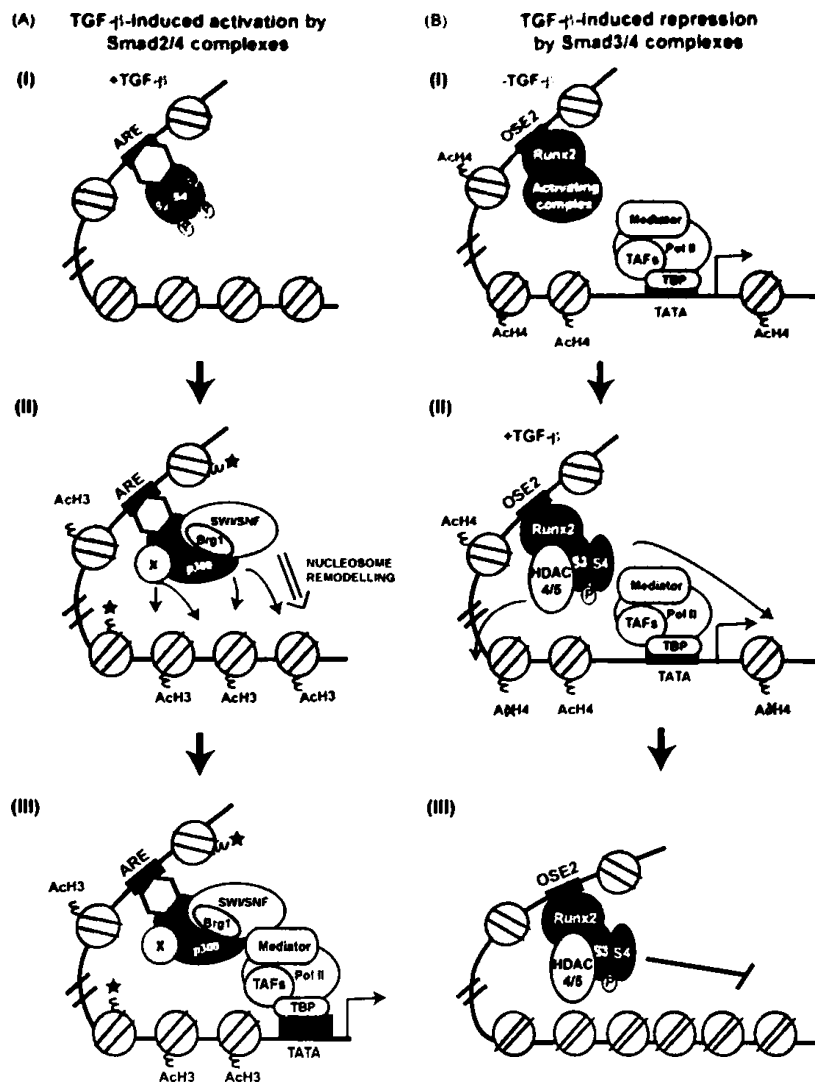 (A) TGF-β-induced activation by
Smad2/4 complexes
(I)
+TGF-β
ARE
S2 S4
P P
(II)
AcH3
ARE
SWI/SNF
Brg1
X
p300
NUCLEOSOME
REMODELLING
AcH3
AcH3
AcH3
(III)
AcH3
ARE
SWI/SNF
Brg1
X
p300
Mediator
Pol II
TAFs
TBP
TATA
AcH3
AcH3
(B) TGF-β-induced repression
by Smad3/4 complexes
(I)
-TGF-β
OSE2
AcH4
Runx2
Activating
complex
Mediator
Pol II
TAFs
TBP
TATA
AcH4
AcH4
AcH4
(II)
+TGF-β
OSE2
AcH4
Runx2
HDAC
4/5
S3 S4
P
Mediator
Pol II
TAFs
TBP
TATA
AcH4
AcH4
AcH4
(III)
OSE2
Runx2
HDAC
4/5
S3 S4
P